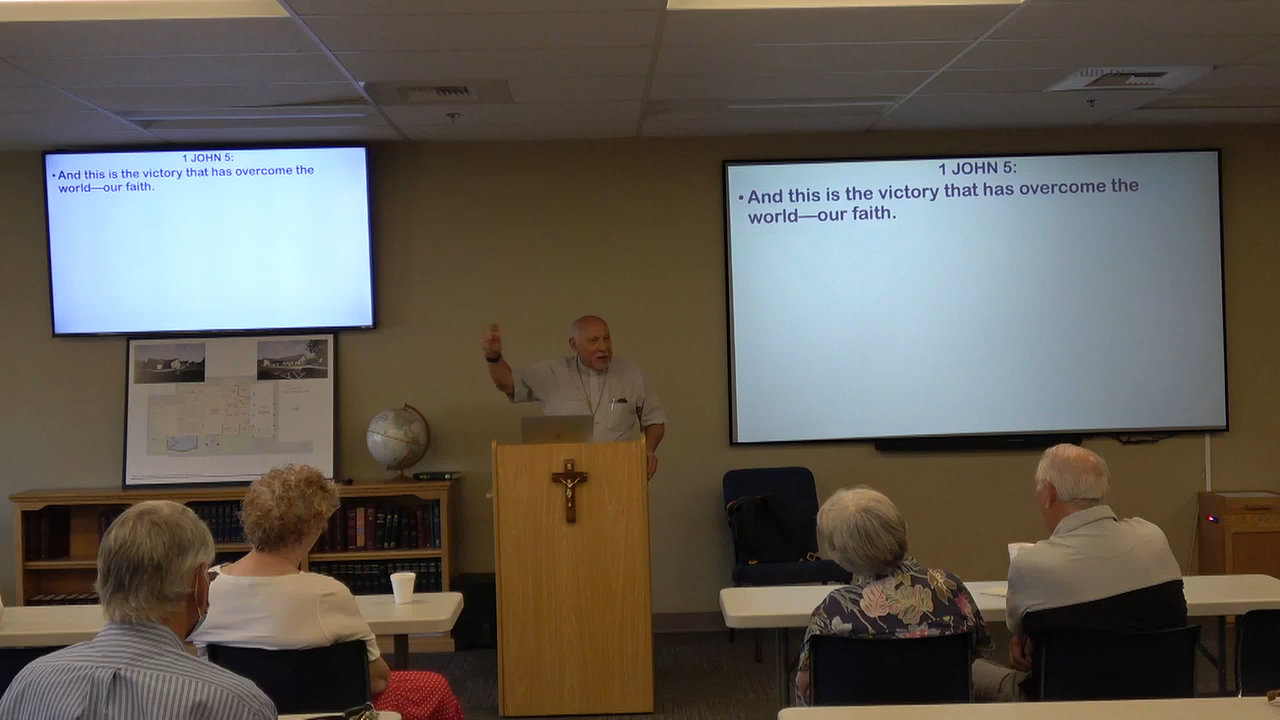 1 JOHN 5:
• And this is the victory that has overcome the
world—our faith.
1 JOHN 5:
• And this is the victory that has overcome the
world—our faith.